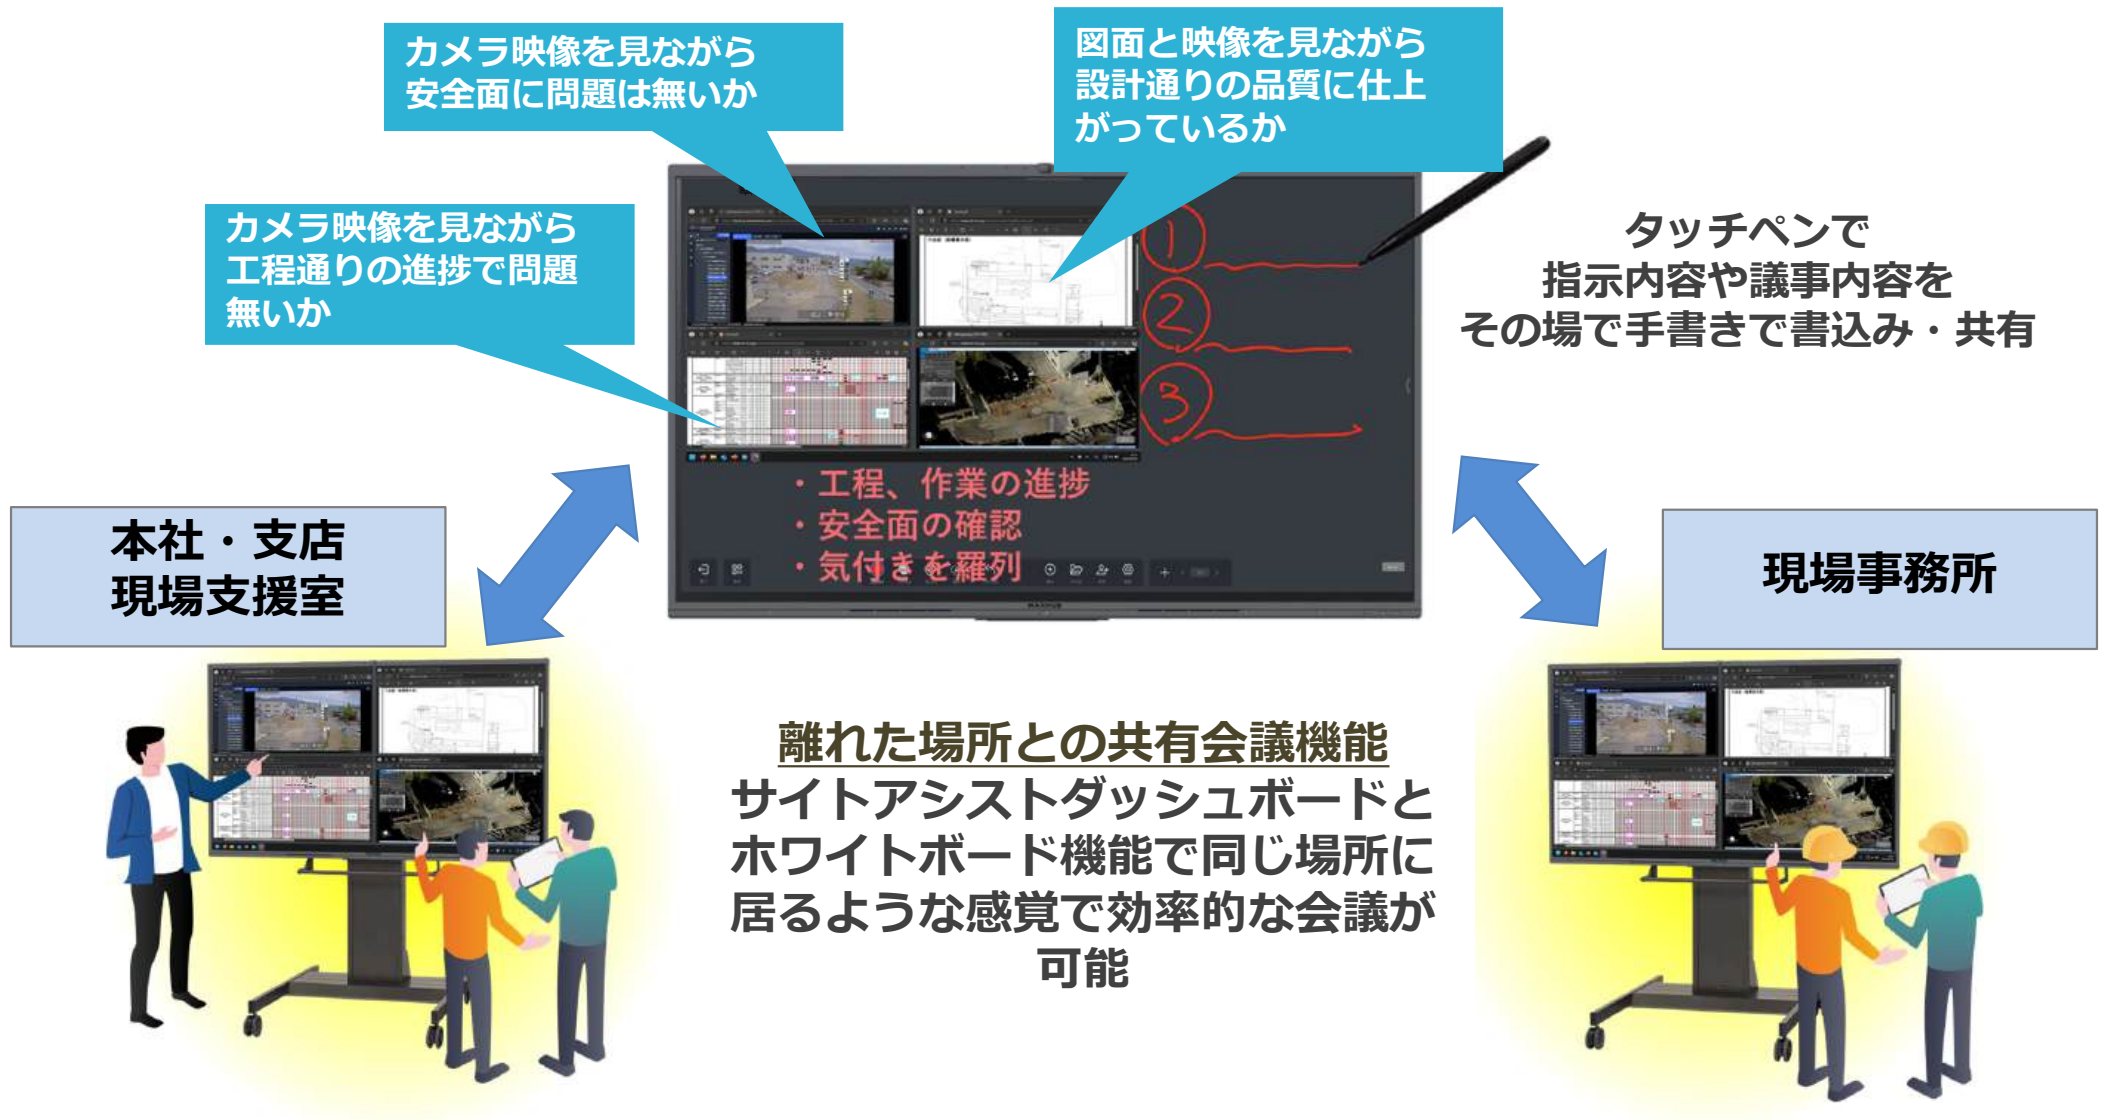 カメラ映像を見ながら
安全面に問題は無いか
図面と映像を見ながら
設計通りの品質に仕上
がっているか
カメラ映像を見ながら
工程通りの進捗で問題
無いか
タッチペンで
指示内容や議事内容を
その場で手書きで書込み・共有
①
②
③
・工程、作業の進捗
・安全面の確認
・気付きを羅列
MAXHUB
本社・支店
現場支援室
現場事務所
離れた場所との共有会議機能
サイトアシストダッシュボードと
ホワイトボード機能で同じ場所に
居るような感覚で効率的な会議が
可能